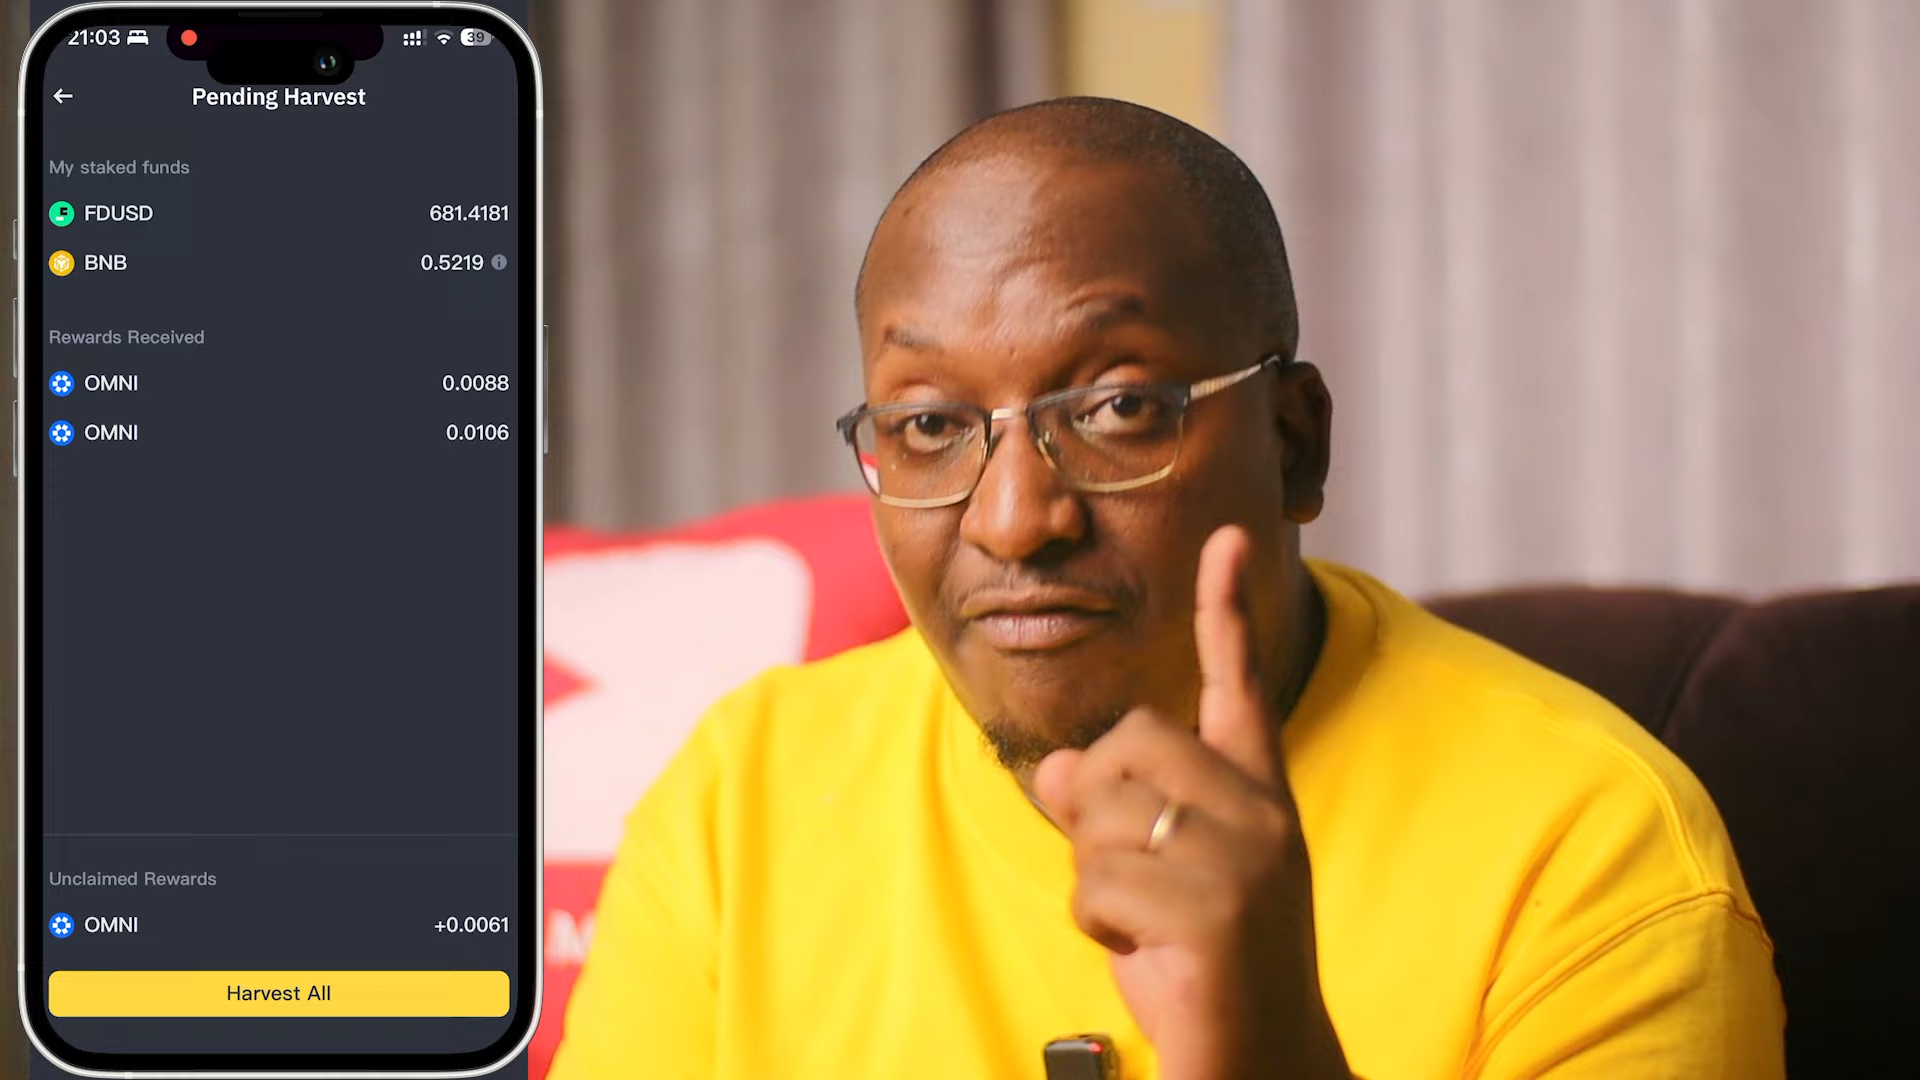 21:03
39
Pending Harvest
My staked funds
FDUSD 681.4181
BNB 0.5219
Rewards Received
OMNI 0.0088
OMNI 0.0106
Unclaimed Rewards
OMNI +0.0061
Harvest All